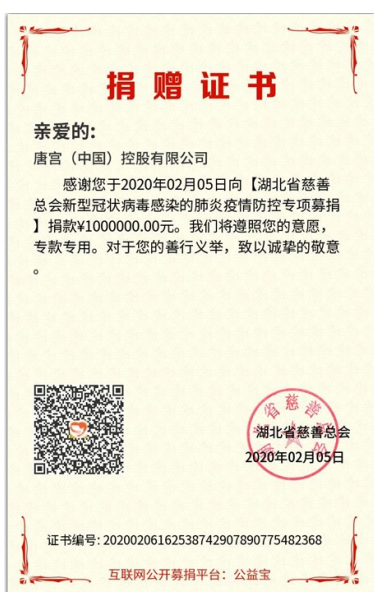 捐赠证书
亲爱的:
唐宫（中国）控股有限公司
感谢您于2020年02月05日向【湖北省慈善
总会新型冠状病毒感染的肺炎疫情防控专项募捐
】捐款¥1000000.00元。我们将遵照您的意愿，
专款专用。对于您的善行义举，致以诚挚的敬意
。
湖北省慈善总会
2020年02月05日
证书编号: 20200206162538742907890775482368
互联网公开募捐平台：公益宝